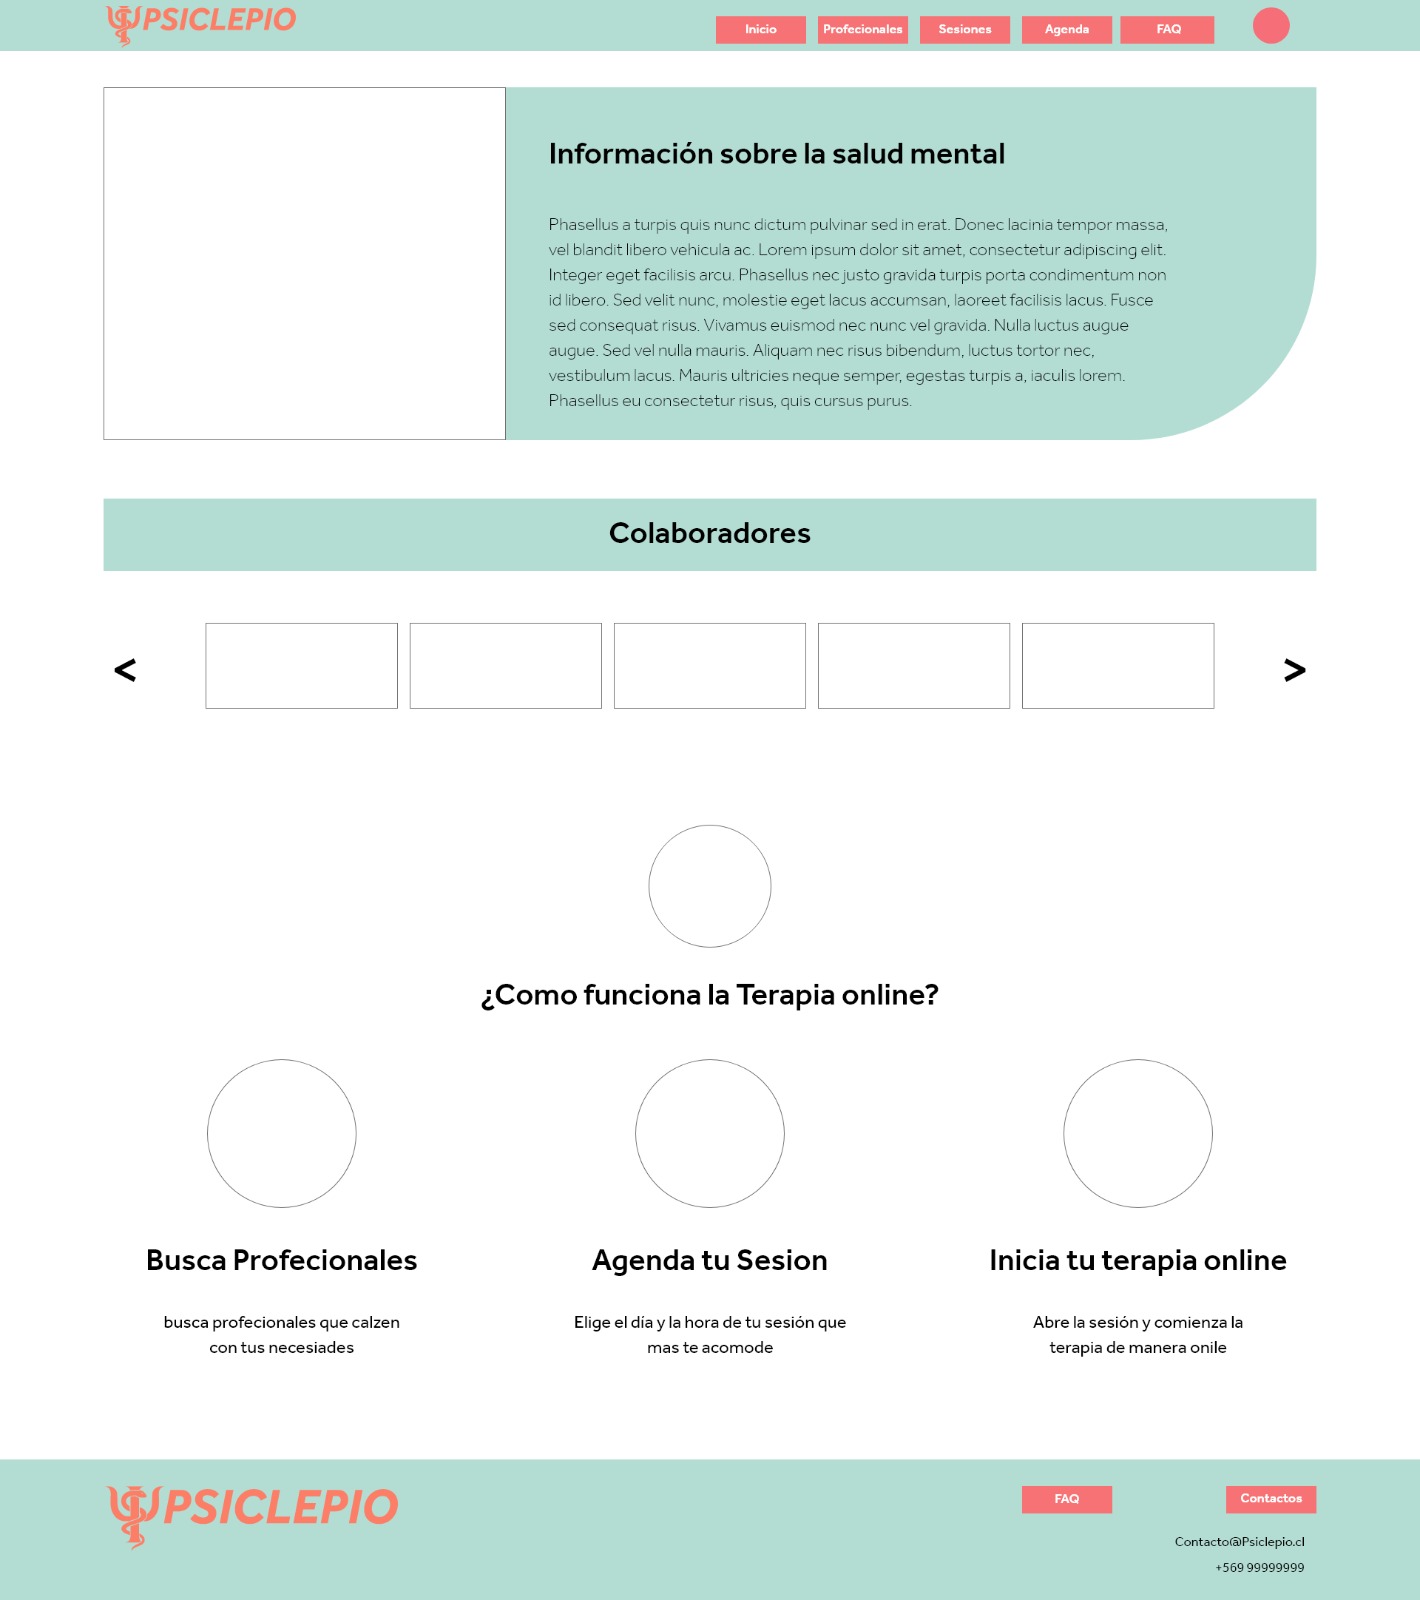 PSICLEPIO
Inicio
Profecionales
Sesiones
Agenda
FAQ
Información sobre la salud mental
Phasellus a turpis quis nunc dictum pulvinar sed in erat. Donec lacinia tempor massa,
vel blandit libero vehicula ac. Lorem ipsum dolor sit amet, consectetur adipiscing elit.
Integer eget facilisis arcu. Phasellus nec justo gravida turpis porta condimentum non
id libero. Sed velit nunc, molestie eget lacus accumsan, laoreet facilisis lacus. Fusce
sed consequat risus. Vivamus euismod nec nunc vel gravida. Nulla luctus augue
augue. Sed vel nulla mauris. Aliquam nec risus bibendum, luctus tortor nec,
vestibulum lacus. Mauris ultricies neque semper, egestas turpis a, iaculis lorem.
Phasellus eu consectetur risus, quis cursus purus.
Colaboradores
< >
¿Como funciona la Terapia online?
Busca Profecionales
busca profecionales que calzen
con tus necesiades
Agenda tu Sesion
Elige el día y la hora de tu sesión que
mas te acomode
Inicia tu terapia online
Abre la sesión y comienza la
terapia de manera onile
PSICLEPIO
FAQ
Contactos
Contacto@Psiclepio.cl
+569 99999999